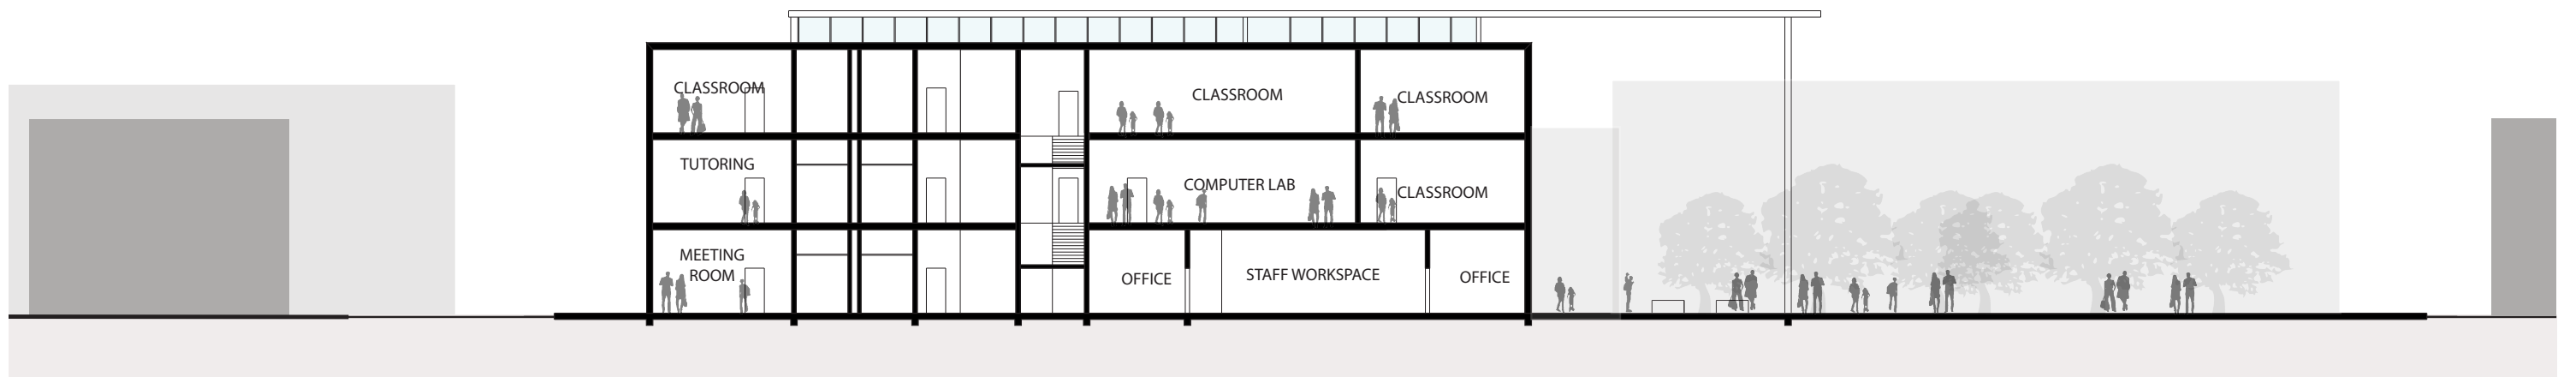 CLASSROOM
CLASSROOM
CLASSROOM
TUTORING
COMPUTER LAB
CLASSROOM
MEETING
ROOM
OFFICE
STAFF WORKSPACE
OFFICE